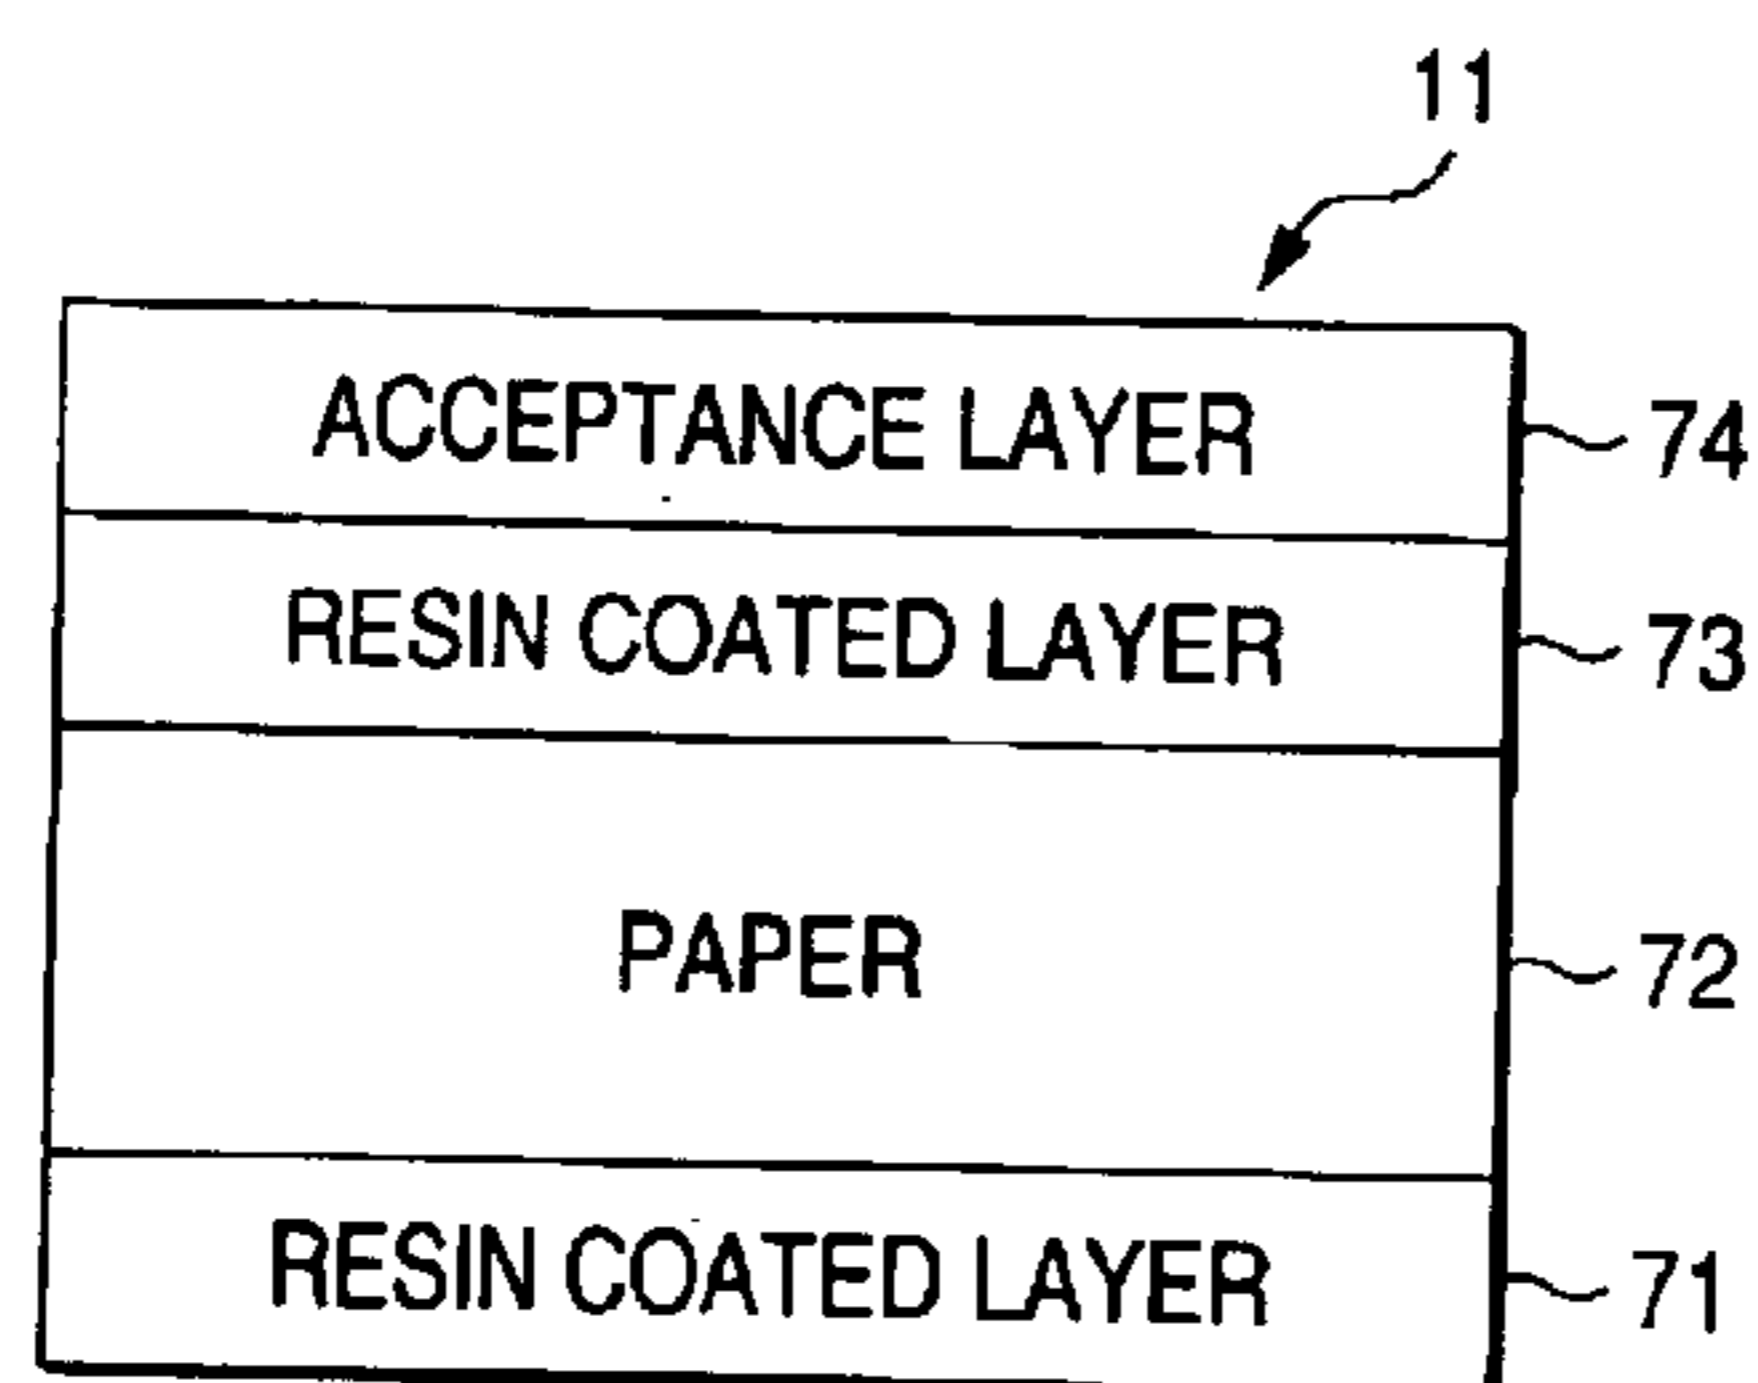 11
ACCEPTANCE LAYER 74
RESIN COATED LAYER 73
PAPER 72
RESIN COATED LAYER 71